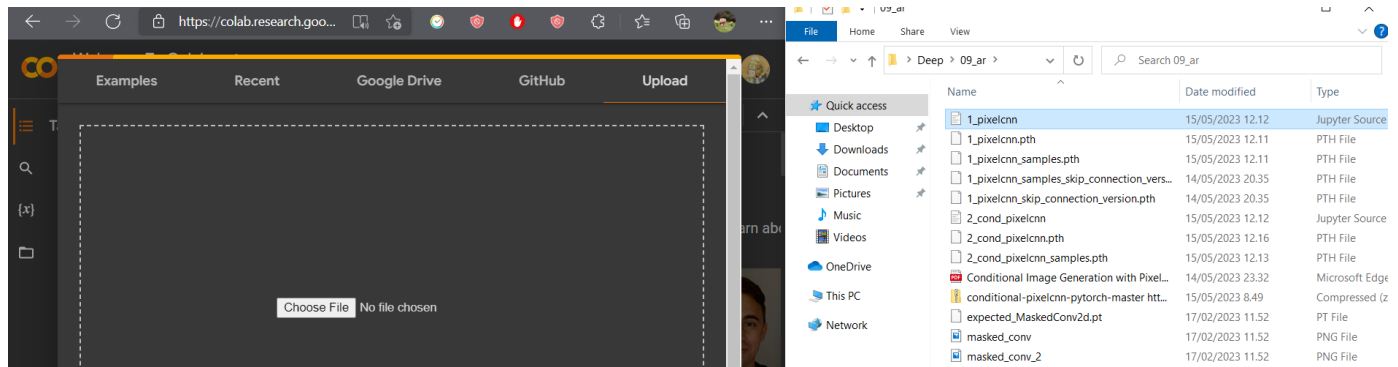 https://colab.research.goo...
CO
Examples
Recent
Google Drive
GitHub
Upload
{x}
arn abo
Choose File No file chosen
09_ar
File
Home
Share
View
Deep > 09_ar >
Search 09_ar
Name
Date modified
Type
Quick access
Desktop
Downloads
Documents
Pictures
Music
Videos
OneDrive
This PC
Network
1_pixelcnn 15/05/2023 12.12 Jupyter Source
1_pixelcnn.pth 15/05/2023 12.11 PTH File
1_pixelcnn_samples.pth 15/05/2023 12.11 PTH File
1_pixelcnn_samples_skip_connection_vers... 14/05/2023 20.35 PTH File
1_pixelcnn_skip_connection_version.pth 14/05/2023 20.35 PTH File
2_cond_pixelcnn 15/05/2023 12.12 Jupyter Source
2_cond_pixelcnn.pth 15/05/2023 12.16 PTH File
2_cond_pixelcnn_samples.pth 15/05/2023 12.13 PTH File
Conditional Image Generation with Pixel... 14/05/2023 23.32 Microsoft Edge
conditional-pixelcnn-pytorch-master htt... 15/05/2023 8.49 Compressed (z
expected_MaskedConv2d.pt 17/02/2023 11.52 PT File
masked_conv 17/02/2023 11.52 PNG File
masked_conv_2 17/02/2023 11.52 PNG File